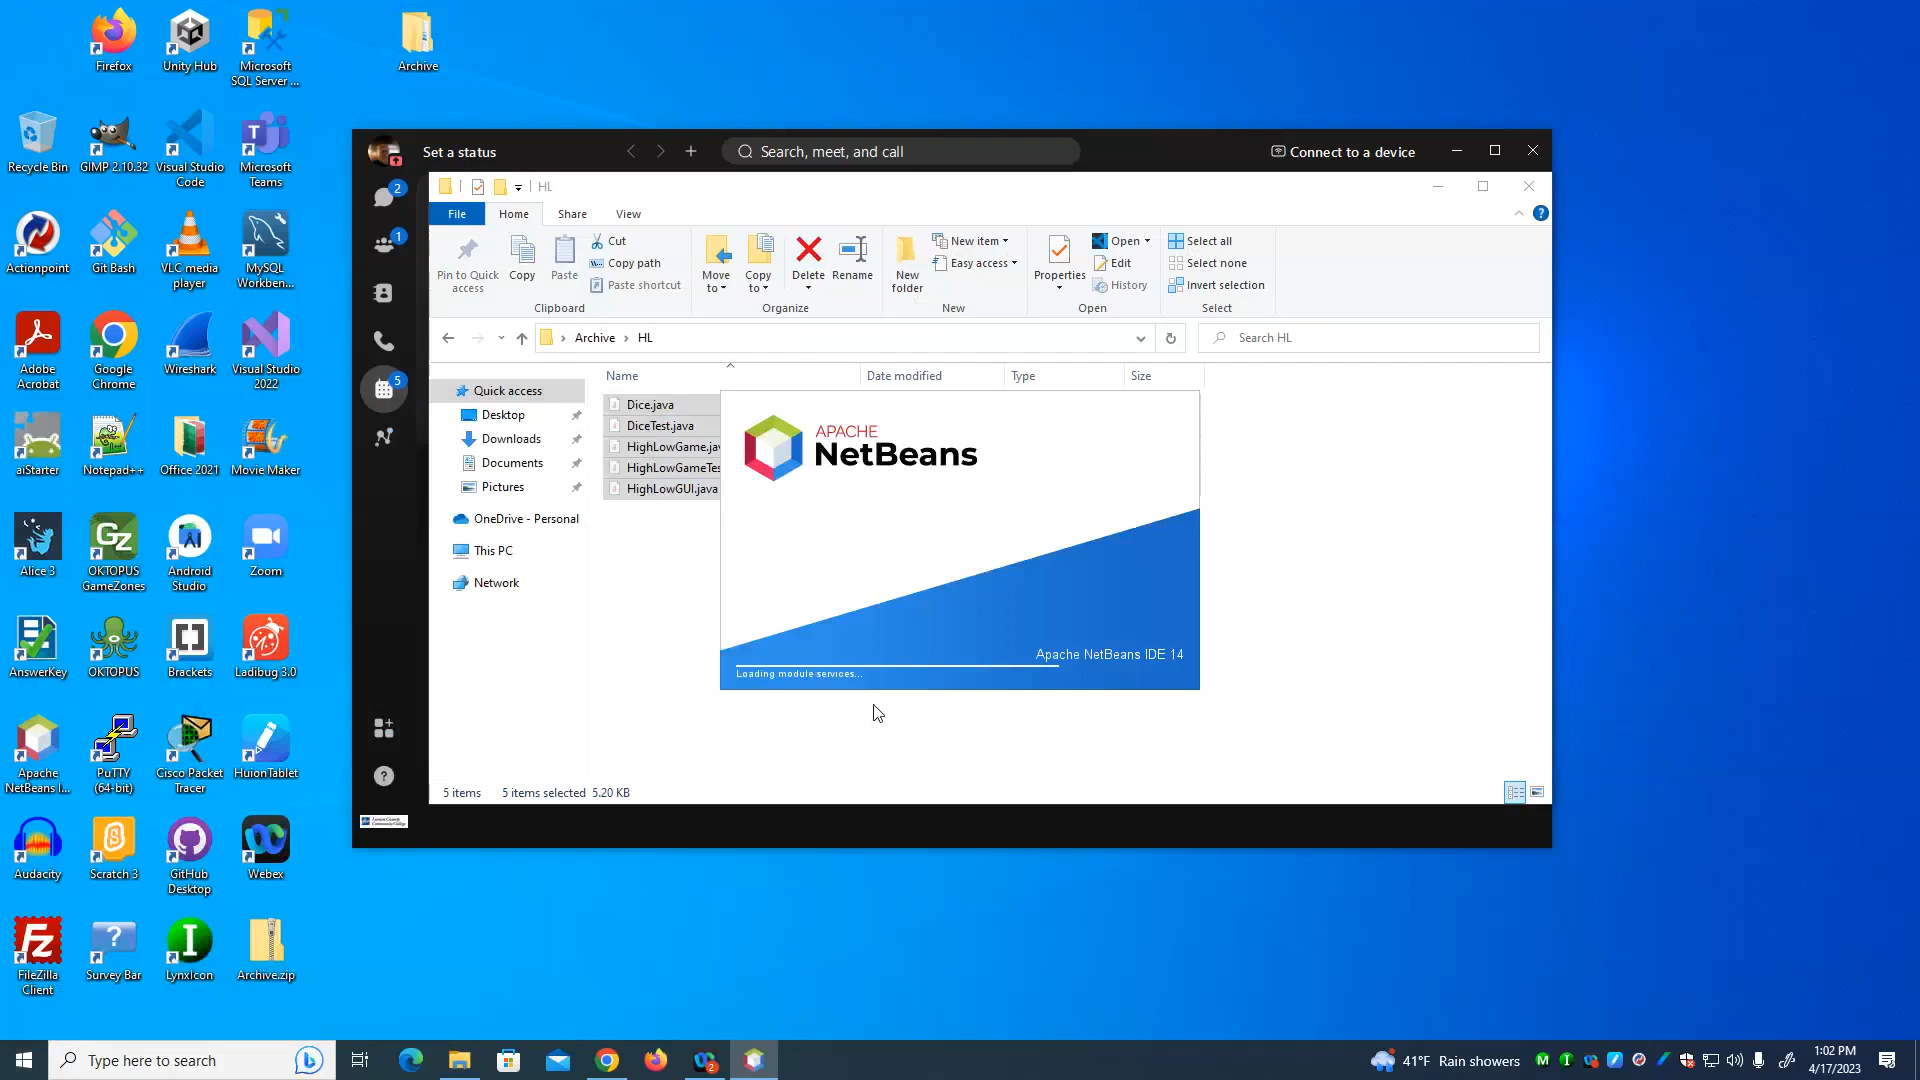 Firefox
Unity Hub
Microsoft
SQL Server ...
Archive
Recycle Bin
GIMP 2.10.32
Visual Studio
Code
Microsoft
Teams
Actionpoint
Git Bash
VLC media
player
MySQL
Workben...
Adobe
Acrobat
Google
Chrome
Wireshark
Visual Studio
2022
aiStarter
Notepad++
Office 2021
Movie Maker
Alice 3
OKTOPUS
GameZones
Android
Studio
Zoom
AnswerKey
OKTOPUS
Brackets
Ladibug 3.0
Apache
NetBeans I...
PuTTY
(64-bit)
Cisco Packet
Tracer
HuionTablet
Audacity
Scratch 3
GitHub
Desktop
Webex
FileZilla
Client
Survey Bar
LynxIcon
Archive.zip
Set a status
Search, meet, and call
Connect to a device
2
1
5
HL
File
Home
Share
View
Pin to Quick
access
Copy
Paste
Cut
Copy path
Paste shortcut
Clipboard
Move
to
Copy
to
Delete
Rename
Organize
New
folder
New item
Easy access
New
Properties
Open
Edit
History
Open
Select all
Select none
Invert selection
Select
Archive > HL
Search HL
Quick access
Desktop
Downloads
Documents
Pictures
OneDrive - Personal
This PC
Network
Name
Date modified
Type
Size
Dice.java
DiceTest.java
HighLowGame.jav
HighLowGameTes
HighLowGUI.java
APACHE
NetBeans
Apache NetBeans IDE 14
Loading module services...
5 items
5 items selected 5.20 KB
Type here to search
2
41°F Rain showers
1:02 PM
4/17/2023